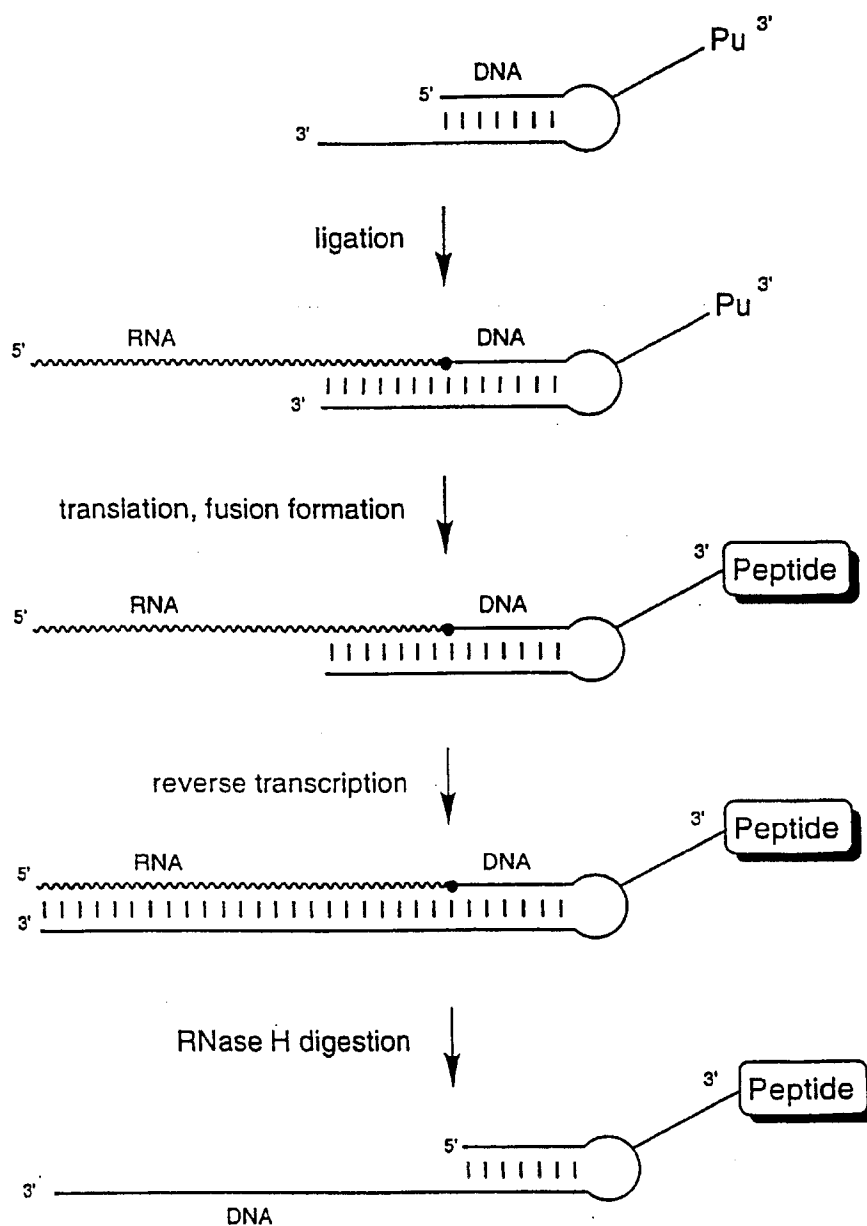 Pu 3'
DNA
5'
3'
ligation
Pu 3'
RNA DNA
5'
3'
translation, fusion formation
3' Peptide
RNA DNA
5'
reverse transcription
3' Peptide
RNA DNA
5'
3'
RNase H digestion
3' Peptide
5'
3'
DNA